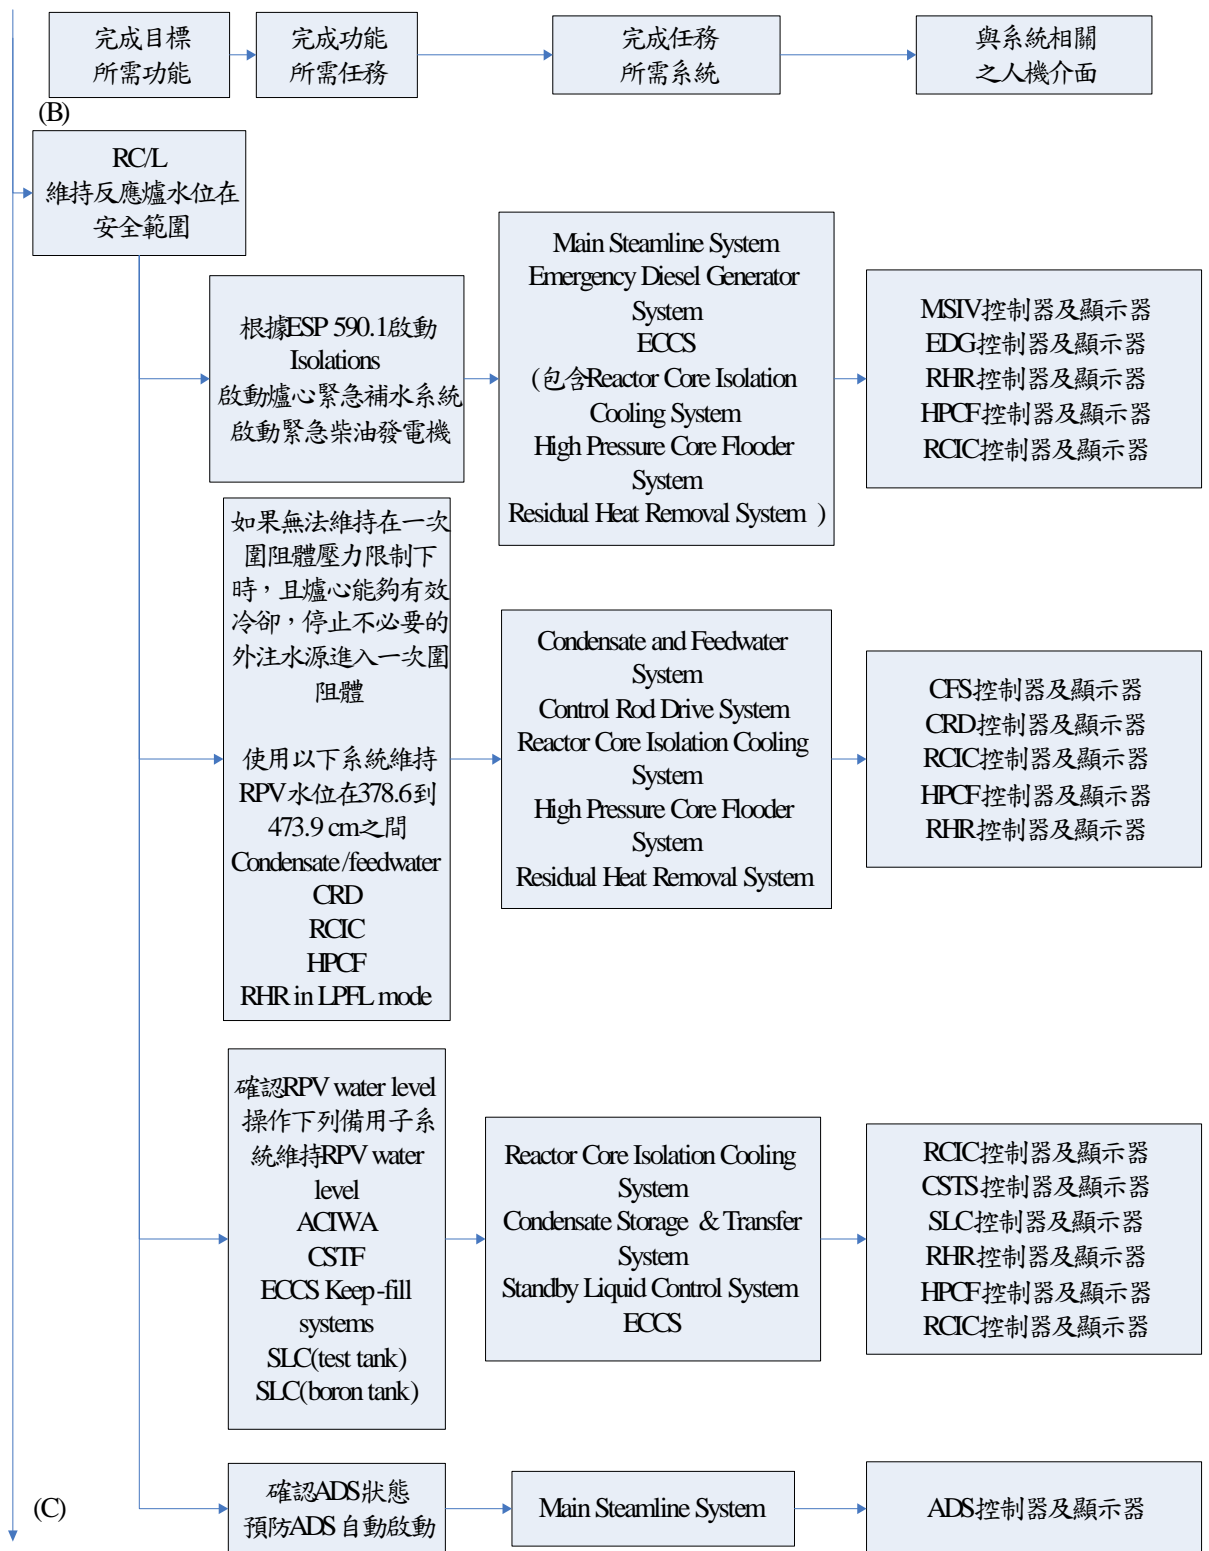 完成目標
所需功能
完成功能
所需任務
完成任務
所需系統
與系統相關
之人機介面
(B)
RC/L
維持反應爐水位在
安全範圍
根據ESP 590.1啟動
Isolations
啟動爐心緊急補水系統
啟動緊急柴油發電機
Main Steamline System
Emergency Diesel Generator
System
ECCS
(包含Reactor Core Isolation
Cooling System
High Pressure Core Flooder
System
Residual Heat Removal System )
MSIV控制器及顯示器
EDG控制器及顯示器
RHR控制器及顯示器
HPCF控制器及顯示器
RCIC控制器及顯示器
如果無法維持在一次
圍阻體壓力限制下
時，且爐心能夠有效
冷卻，停止不必要的
外注水源進入一次圍
阻體
使用以下系統維持
RPV水位在378.6到
473.9 cm之間
Condensate/feedwater
CRD
RCIC
HPCF
RHR in LPFL mode
Condensate and Feedwater
System
Control Rod Drive System
Reactor Core Isolation Cooling
System
High Pressure Core Flooder
System
Residual Heat Removal System
CFS控制器及顯示器
CRD控制器及顯示器
RCIC控制器及顯示器
HPCF控制器及顯示器
RHR控制器及顯示器
確認RPV water level
操作下列備用子系
統維持RPV water
level
ACIWA
CSTF
ECCS Keep-fill
systems
SLC(test tank)
SLC(boron tank)
Reactor Core Isolation Cooling
System
Condensate Storage & Transfer
System
Standby Liquid Control System
ECCS
RCIC控制器及顯示器
CSTS控制器及顯示器
SLC控制器及顯示器
RHR控制器及顯示器
HPCF控制器及顯示器
RCIC控制器及顯示器
(C)
確認ADS狀態
預防ADS自動啟動
Main Steamline System
ADS控制器及顯示器